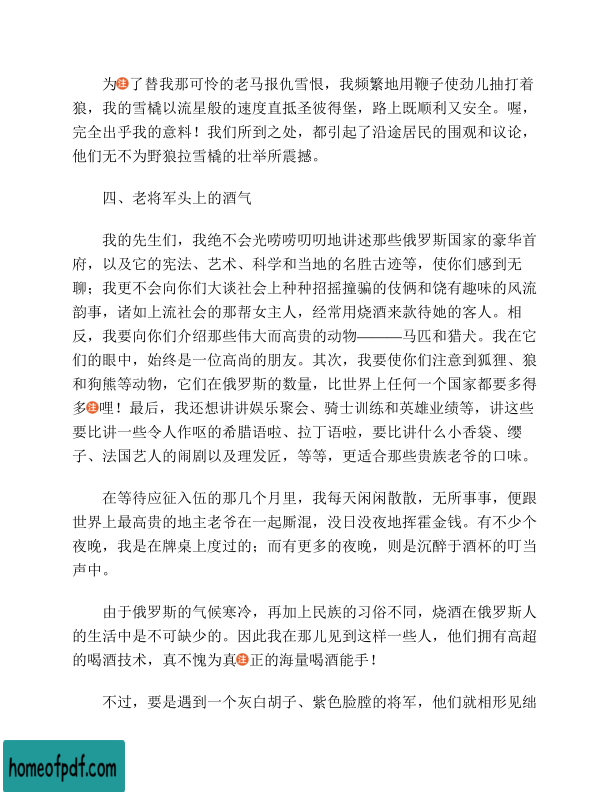 为注了替我那可怜的老马报仇雪恨，我频繁地用鞭子使劲儿抽打着
狼，我的雪橇以流星般的速度直抵圣彼得堡，路上既顺利又安全。喔，
完全出乎我的意料！我们所到之处，都引起了沿途居民的围观和议论，
他们无不为野狼拉雪橇的壮举所震撼。
四、老将军头上的酒气
我的先生们，我绝不会光唠唠叨叨地讲述那些俄罗斯国家的豪华首
府，以及它的宪法、艺术、科学和当地的名胜古迹等，使你们感到无
聊；我更不会向你们大谈社会上种种招摇撞骗的伎俩和饶有趣味的风流
韵事，诸如上流社会的那帮女主人，经常用烧酒来款待她的客人。相
反，我要向你们介绍那些伟大而高贵的动物———马匹和猎犬。我在它
们的眼中，始终是一位高尚的朋友。其次，我要使你们注意到狐狸、狼
和狗熊等动物，它们在俄罗斯的数量，比世界上任何一个国家都要多得
多注哩！最后，我还想讲讲娱乐聚会、骑士训练和英雄业绩等，讲这些
要比讲一些令人作呕的希腊语啦、拉丁语啦，要比讲什么小香袋、缨
子、法国艺人的闹剧以及理发匠，等等，更适合那些贵族老爷的口味。
在等待应征入伍的那几个月里，我每天闲闲散散，无所事事，便跟
世界上最高贵的地主老爷在一起厮混，没日没夜地挥霍金钱。有不少个
夜晚，我是在牌桌上度过的；而有更多的夜晚，则是沉醉于酒杯的叮当
声中。
由于俄罗斯的气候寒冷，再加上民族的习俗不同，烧酒在俄罗斯人
的生活中是不可缺少的。因此我在那儿见到这样一些人，他们拥有高超
的喝酒技术，真不愧为真注正的海量喝酒能手！
不过，要是遇到一个灰白胡子、紫色脸膛的将军，他们就相形见绌
homeofpdf.com